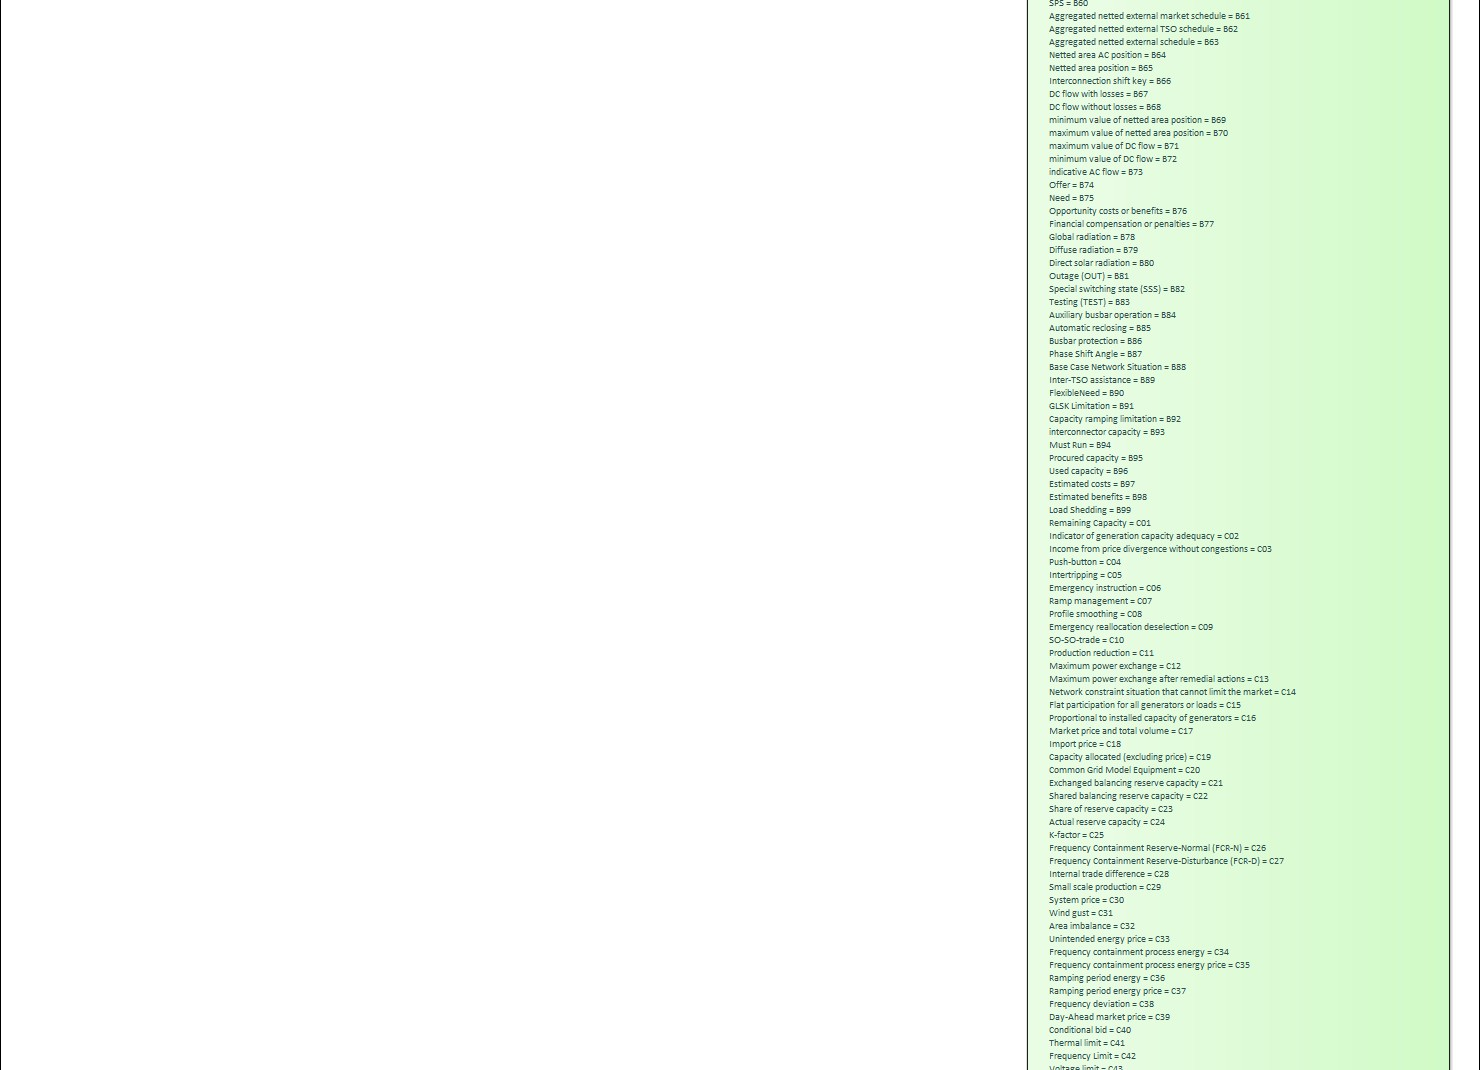 SPS = B60
Aggregated netted external market schedule = B61
Aggregated netted external TSO schedule = B62
Aggregated netted external schedule = B63
Netted area AC position = B64
Netted area position = B65
Interconnection shift key = B66
DC flow with losses = B67
DC flow without losses = B68
minimum value of netted area position = B69
maximum value of netted area position = B70
maximum value of DC flow = B71
minimum value of DC flow = B72
indicative AC flow = B73
Offer = B74
Need = B75
Opportunity costs or benefits = B76
Financial compensation or penalties = B77
Global radiation = B78
Diffuse radiation = B79
Direct solar radiation = B80
Outage (OUT) = B81
Special switching state (SSS) = B82
Testing (TEST) = B83
Auxiliary busbar operation = B84
Automatic reclosing = B85
Busbar protection = B86
Phase Shift Angle = B87
Base Case Network Situation = B88
Inter-TSO assistance = B89
FlexibleNeed = B90
GLSK Limitation = B91
Capacity ramping limitation = B92
interconnector capacity = B93
Must Run = B94
Procured capacity = B95
Used capacity = B96
Estimated costs = B97
Estimated benefits = B98
Load Shedding = B99
Remaining Capacity = C01
Indicator of generation capacity adequacy = C02
Income from price divergence without congestions = C03
Push-button = C04
Intertripping = C05
Emergency instruction = C06
Ramp management = C07
Profile smoothing = C08
Emergency reallocation deselection = C09
SO-SO-trade = C10
Production reduction = C11
Maximum power exchange = C12
Maximum power exchange after remedial actions = C13
Network constraint situation that cannot limit the market = C14
Flat participation for all generators or loads = C15
Proportional to installed capacity of generators = C16
Market price and total volume = C17
Import price = C18
Capacity allocated (excluding price) = C19
Common Grid Model Equipment = C20
Exchanged balancing reserve capacity = C21
Shared balancing reserve capacity = C22
Share of reserve capacity = C23
Actual reserve capacity = C24
K-factor = C25
Frequency Containment Reserve-Normal (FCR-N) = C26
Frequency Containment Reserve-Disturbance (FCR-D) = C27
Internal trade difference = C28
Small scale production = C29
System price = C30
Wind gust = C31
Area imbalance = C32
Unintended energy price = C33
Frequency containment process energy = C34
Frequency containment process energy price = C35
Ramping period energy = C36
Ramping period energy price = C37
Frequency deviation = C38
Day-Ahead market price = C39
Conditional bid = C40
Thermal limit = C41
Frequency Limit = C42
Voltage limit = C43